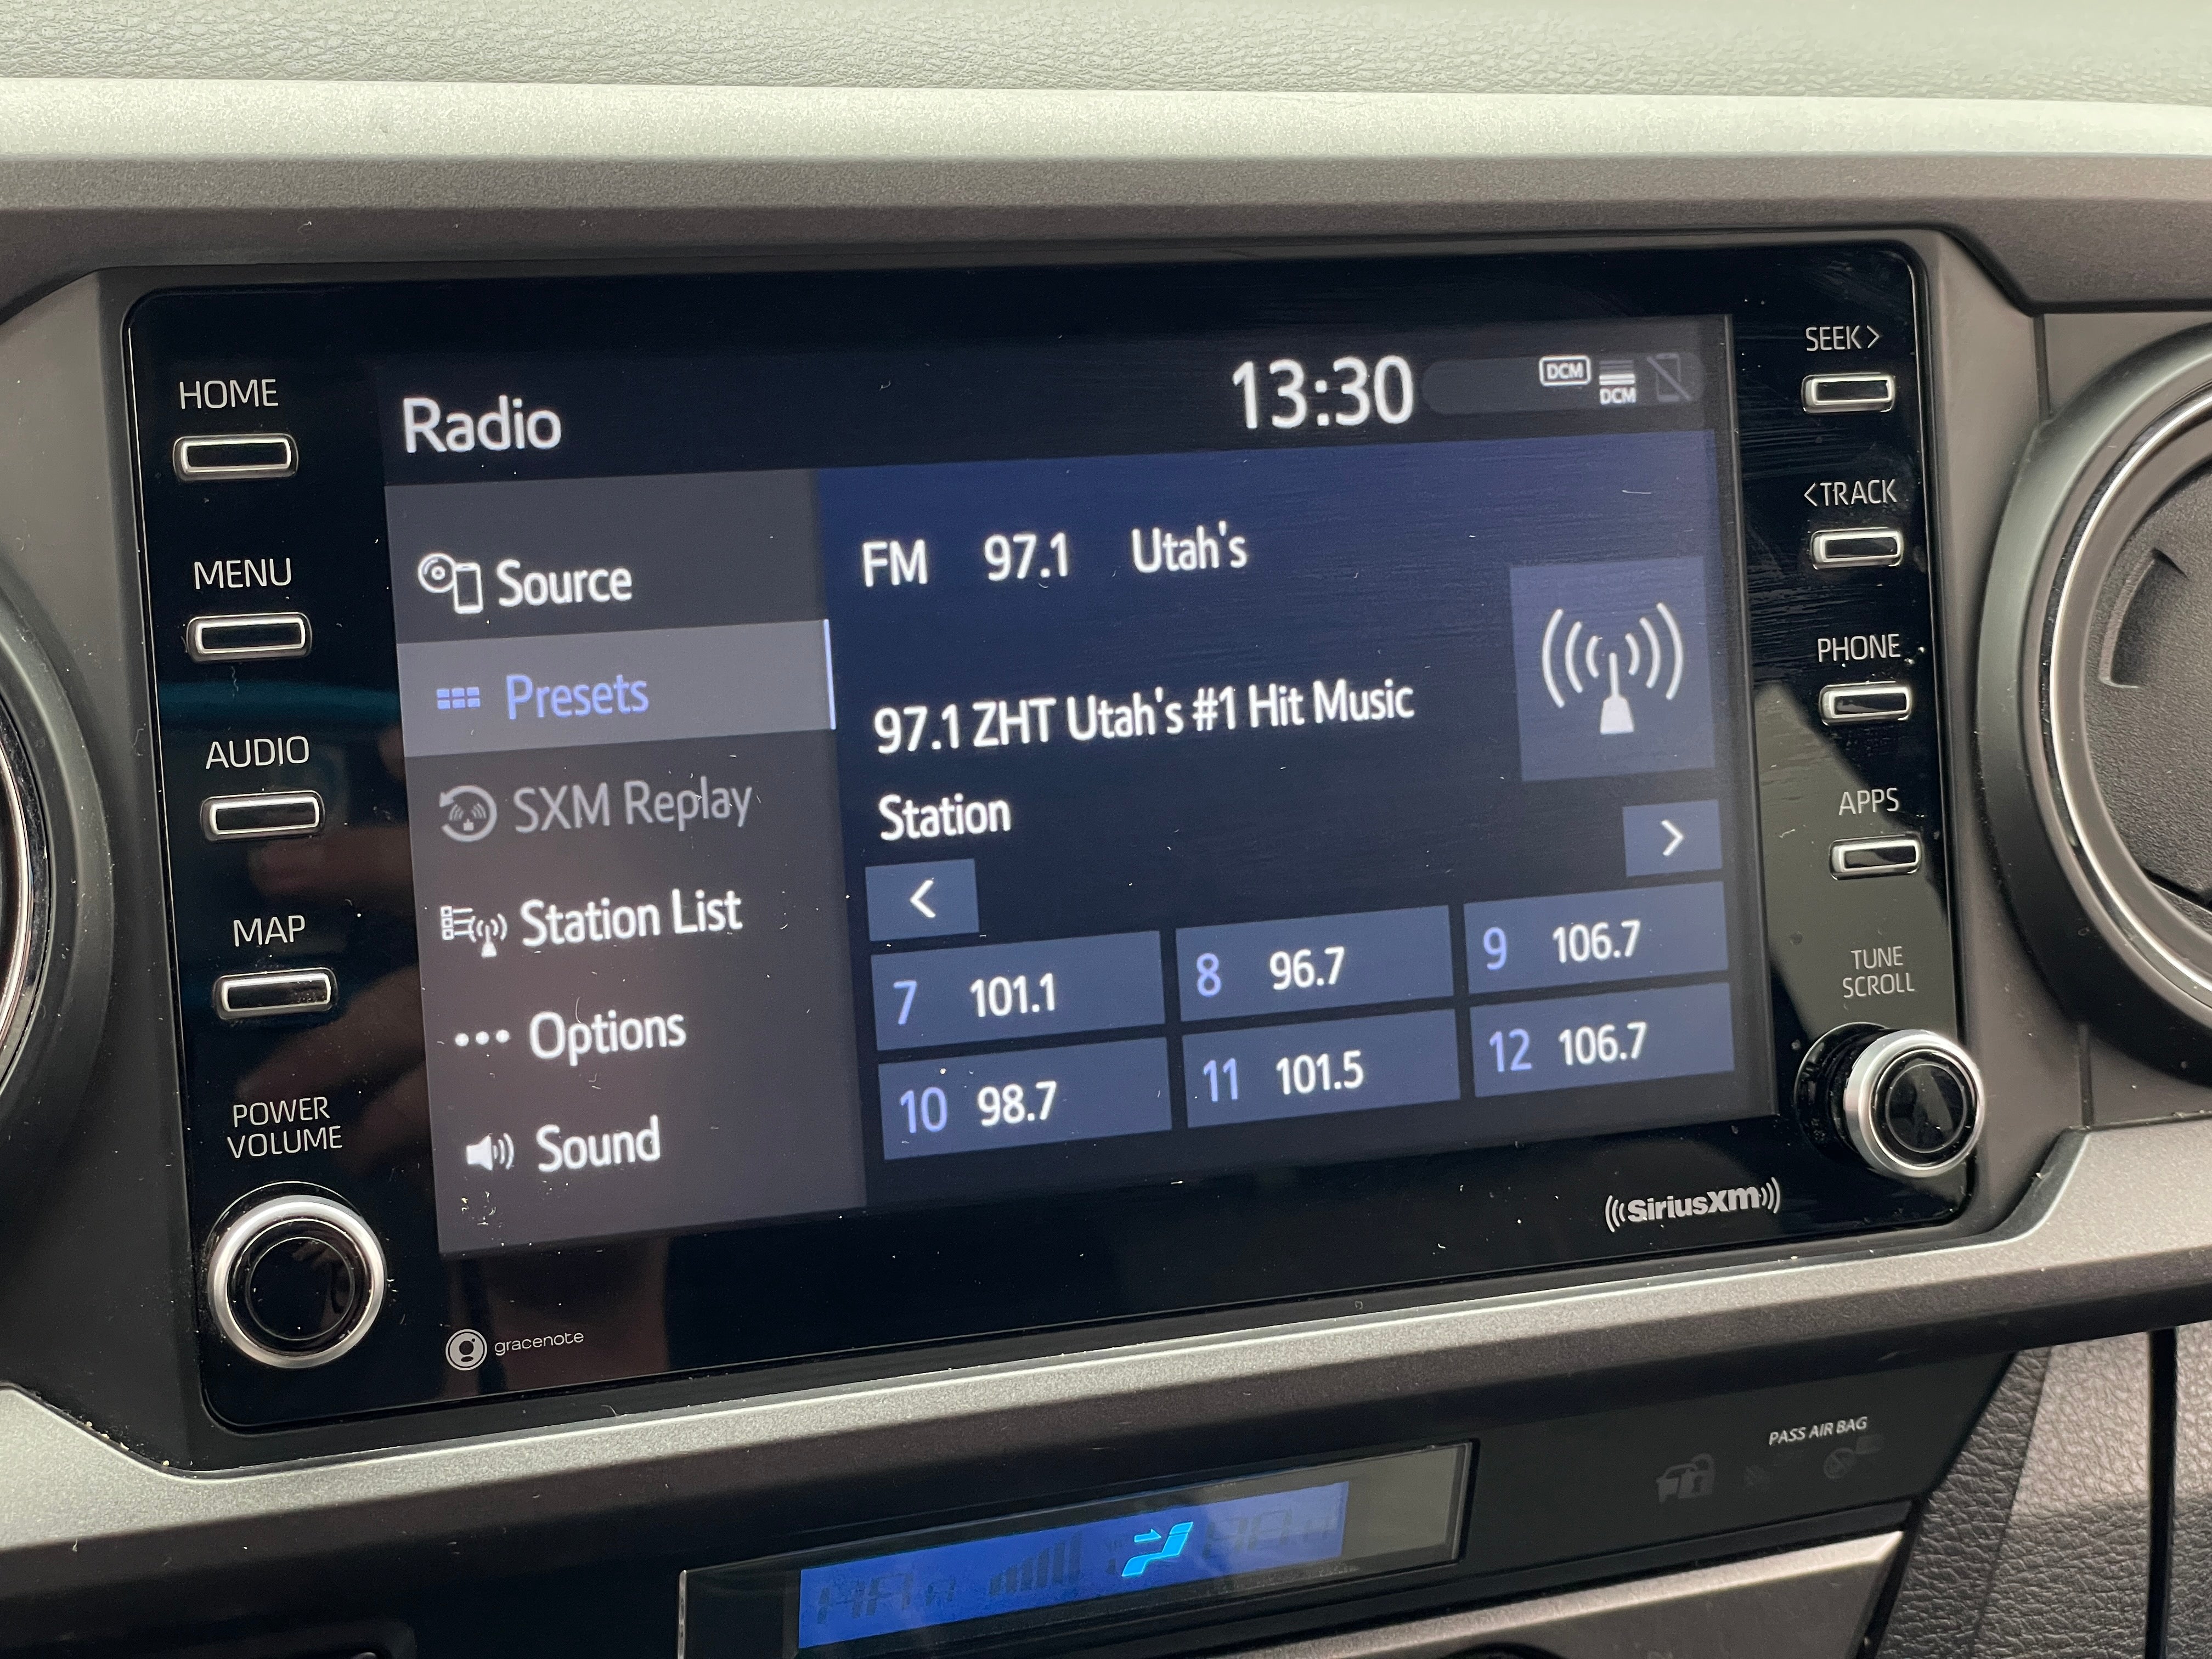 HOME
MENU
AUDIO
MAP
POWER
VOLUME
Radio
13:30
DCM
DCM
Source
Presets
SXM Replay
Station List
Options
Sound
FM 97.1 Utah's
97.1 ZHT Utah's #1 Hit Music
Station
<
>
7 101.1
8 96.7
9 106.7
10 98.7
11 101.5
12 106.7
SEEK>
<TRACK
PHONE
APPS
TUNE
SCROLL
gracenote
SiriusXM
PASS AIR BAG